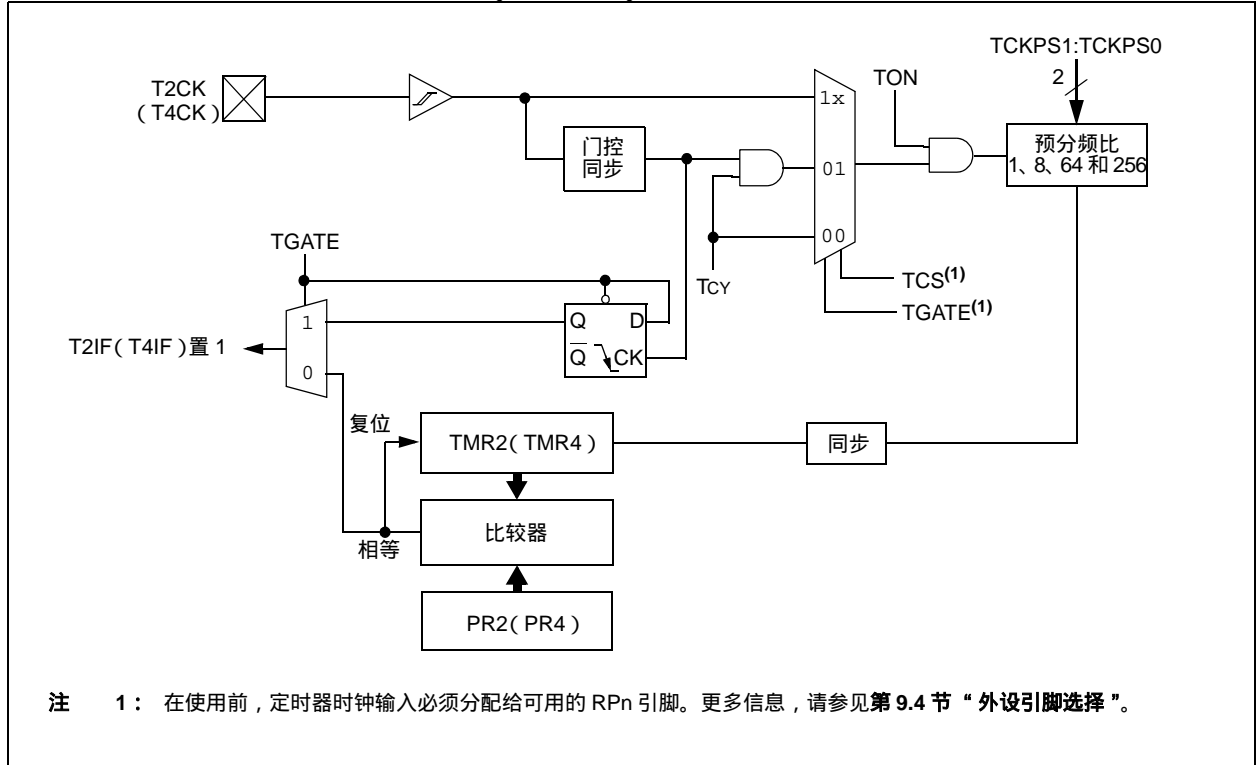 TCKPS1:TCKPS0
2
T2CK
( T4CK )
TON
1x
门控
同步
预分频比
1、8、64 和 256
01
00
TGATE
TCY
TCS(1)
TGATE(1)
1
Q D
T2IF( T4IF ) 置 1
Q CK
0
复位
TMR2( TMR4 )
同步
比较器
相等
PR2( PR4 )
注 1 : 在使用前 , 定时器时钟输入必须分配给可用的 RPn 引脚。更多信息 , 请参见第 9.4 节 “ 外设引脚选择 ”。